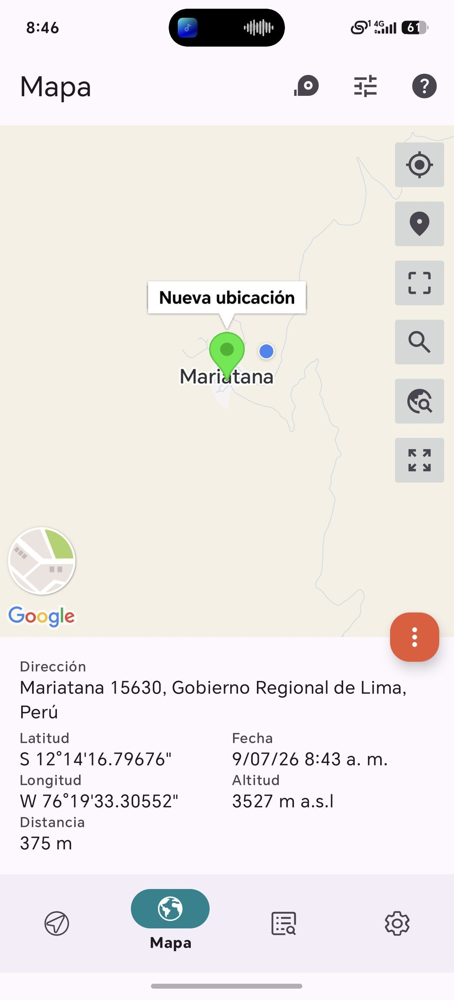 8:46
1 4G 61
Mapa
Nueva ubicación
Mariatana
Google
Dirección
Mariatana 15630, Gobierno Regional de Lima,
Perú
Latitud
S 12°14'16.79676"
Fecha
9/07/26 8:43 a. m.
Longitud
W 76°19'33.30552"
Altitud
3527 m a.s.l
Distancia
375 m
Mapa